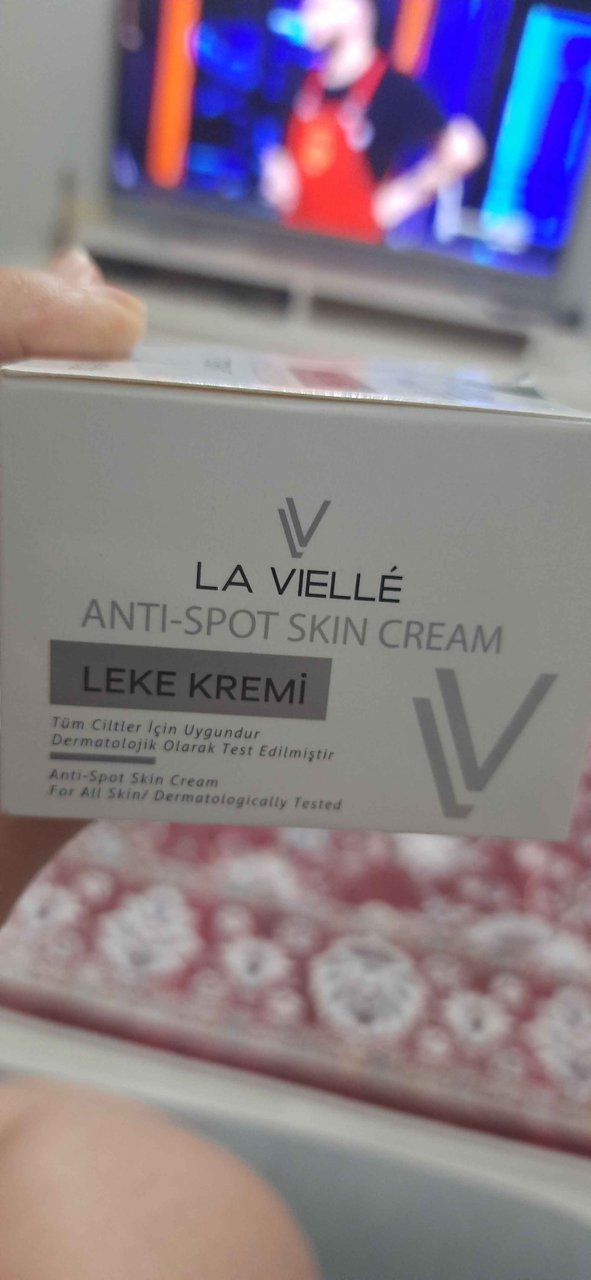 LA VIELLÉ
ANTI-SPOT SKIN CREAM
LEKE KREMİ
Tüm Ciltler İçin Uygundur
Dermatolojik Olarak Test Edilmiştir
Anti-Spot Skin Cream
For All Skin/ Dermatologically Tested